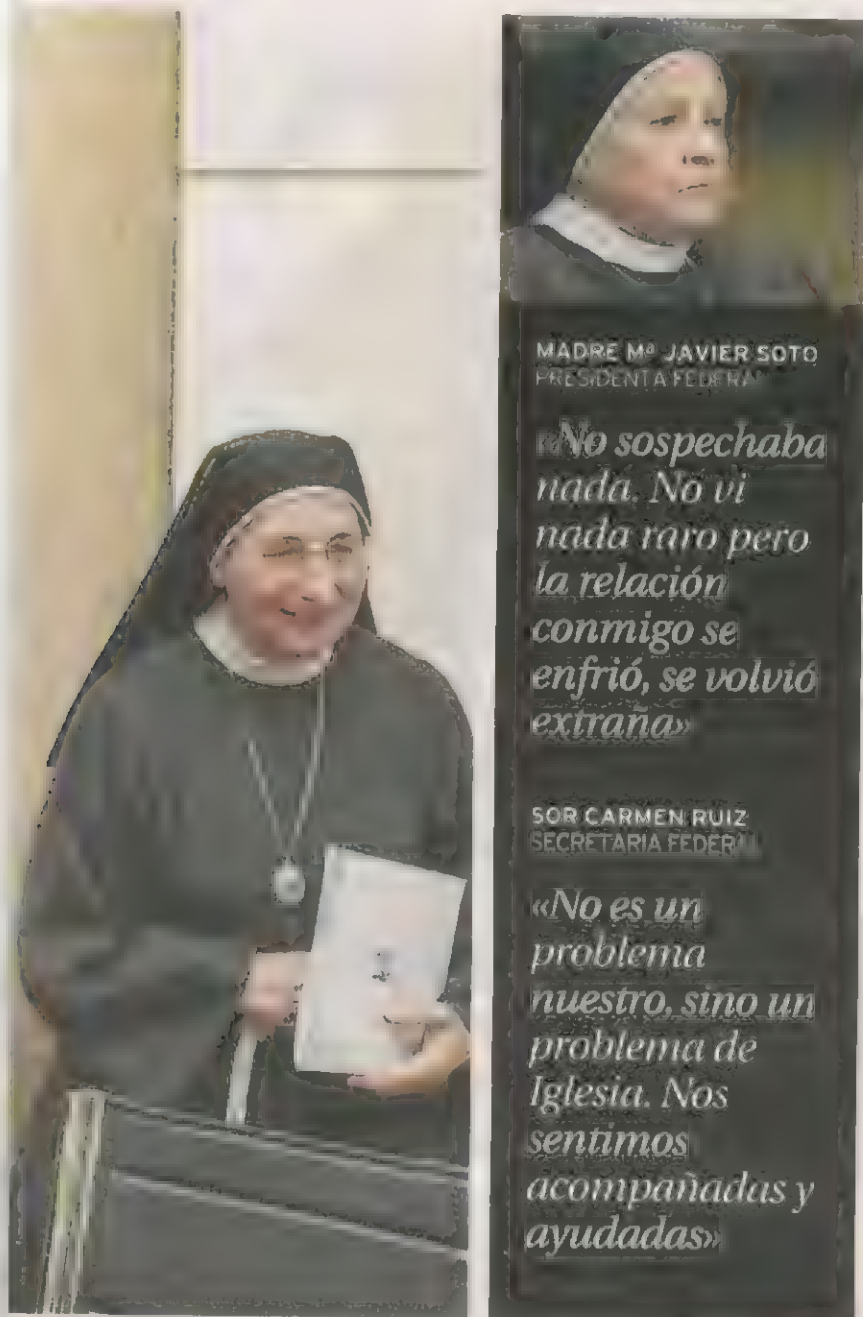 MADRE Mª JAVIER SOTO
PRESIDENTA FEDERAL
«No sospechaba
nada. No vi
nada raro pero
la relación
conmigo se
enfrió, se volvió
extraña»
SOR CARMEN RUIZ
SECRETARIA FEDERAL
«No es un
problema
nuestro, sino un
problema de
Iglesia. Nos
sentimos
acompañadas y
ayudadas»